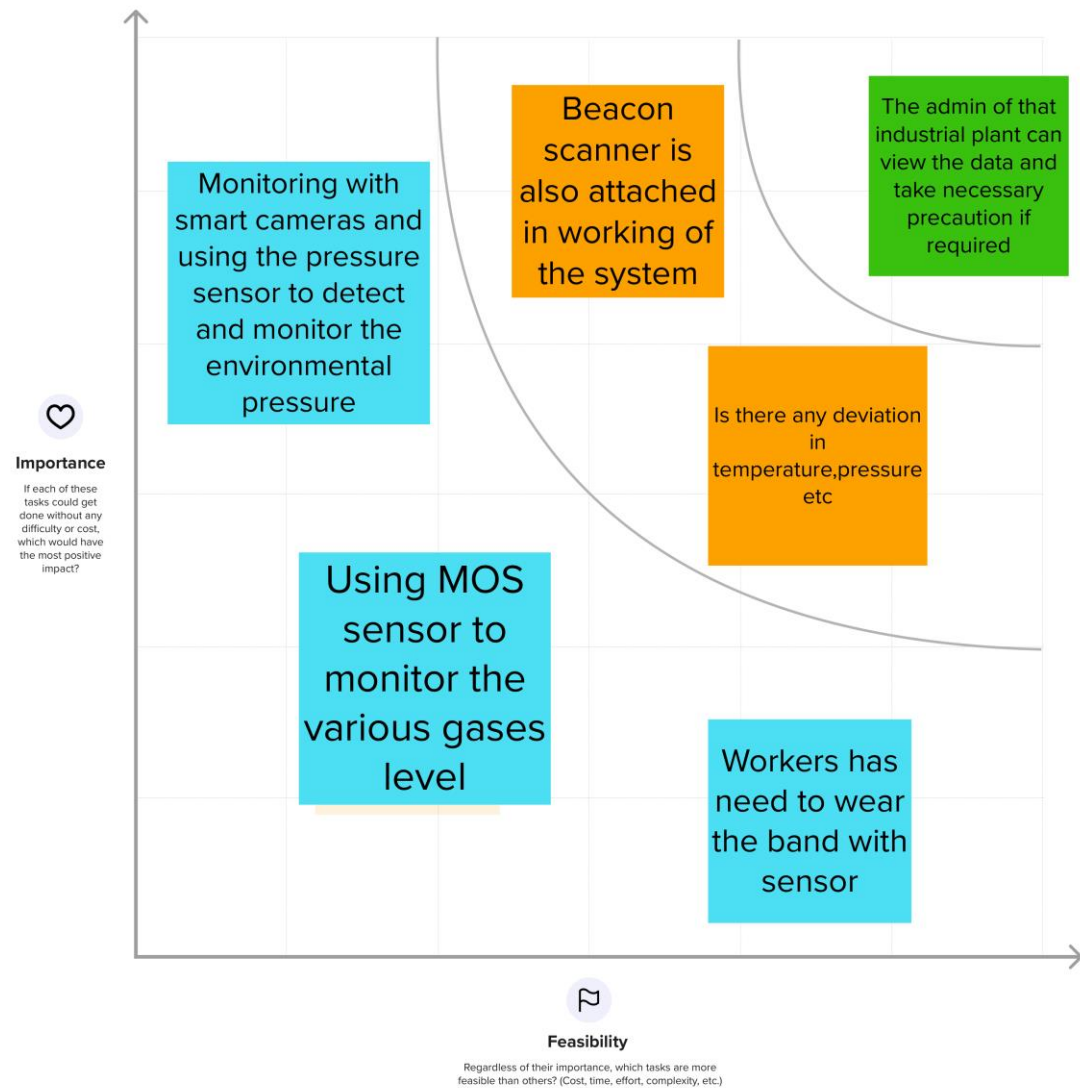 Beacon
scanner is
also attached
in working of
the system
The admin of that
industrial plant can
view the data and
take necessary
precaution if
required
Monitoring with
smart cameras and
using the pressure
sensor to detect
and monitor the
environmental
pressure
Is there any deviation
in
temperature,pressure
etc
Importance
If each of these
tasks could get
done without any
difficulty or cost,
which would have
the most positive
impact?
Using MOS
sensor to
monitor the
various gases
level
Workers has
need to wear
the band with
sensor
Feasibility
Regardless of their importance, which tasks are more
feasible than others? (Cost, time, effort, complexity, etc.)